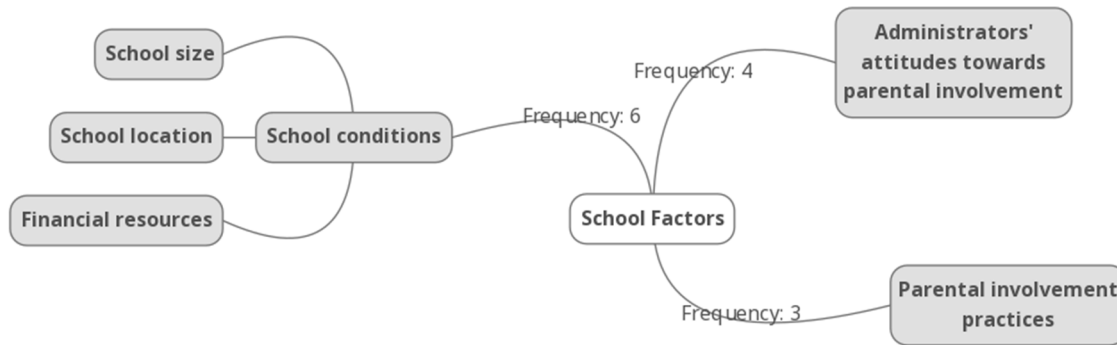 School size
School location
Financial resources
School conditions
Frequency: 6
School Factors
Frequency: 4
Administrators'
attitudes towards
parental involvement
Frequency: 3
Parental involvement
practices